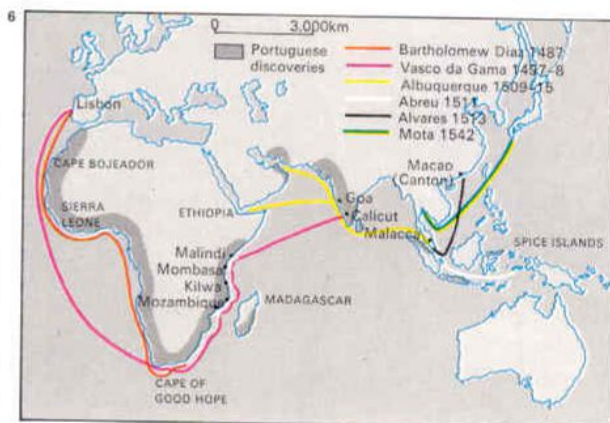 6
0 3,000km
Portuguese
discoveries
Bartholomew Diaz 1487
Vasco da Gama 1497-8
Albuquerque 1509-15
Abreu 1511
Alvares 1513
Mota 1542
Lisbon
CAPE BOJEADOR
SIERRA
LEONE
ETHIOPIA
Macao
(Canton)
Goa
Calicut
Malacca
SPICE ISLANDS
Malindi
Mombasa
Kilwa
Mozambique
MADAGASCAR
CAPE OF
GOOD HOPE